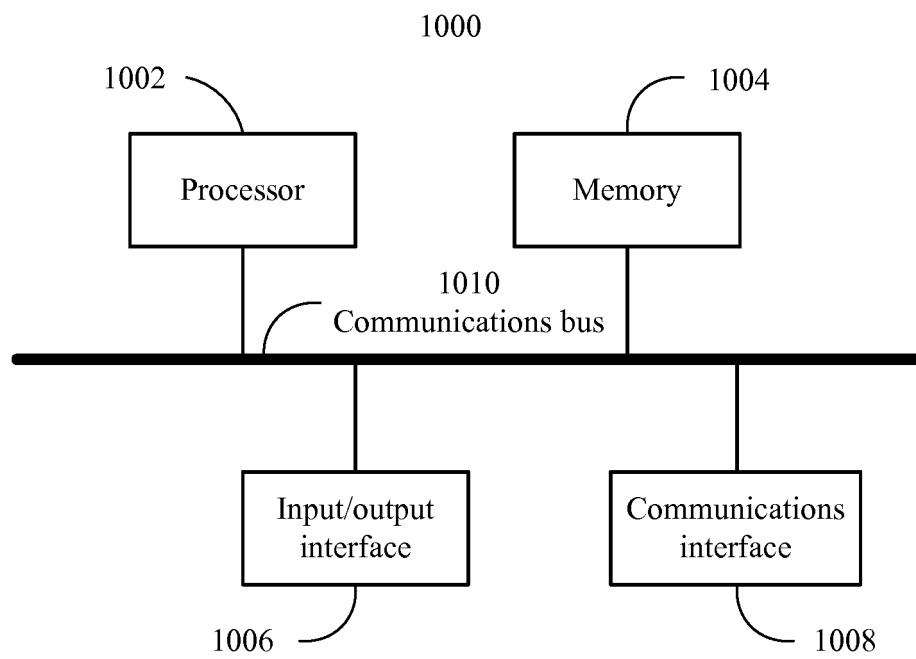 1000
1002
1004
Processor
Memory
1010
Communications bus
Input/output
interface
Communications
interface
1006
1008